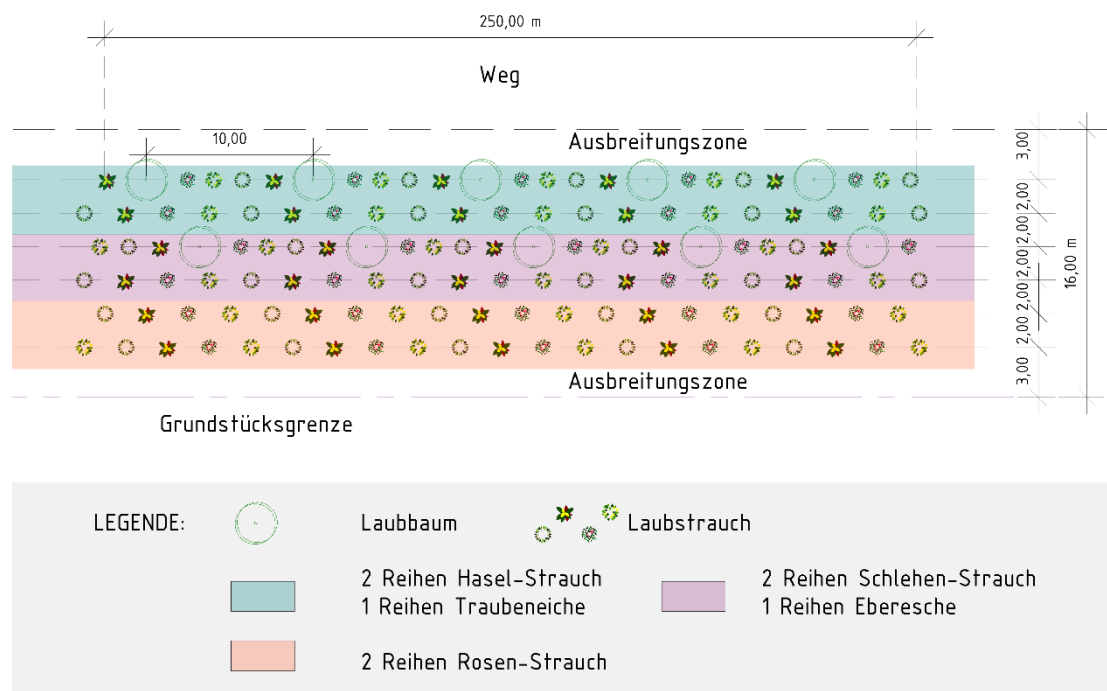 250,00 m
Weg
Ausbreitungszone
10,00
3,00
2,00
2,00
2,00
2,00
2,00
3,00
16,00 m
Ausbreitungszone
Grundstücksgrenze
LEGENDE:
Laubbaum
Laubstrauch
2 Reihen Hasel-Strauch
1 Reihen Traubeneiche
2 Reihen Schlehen-Strauch
1 Reihen Eberesche
2 Reihen Rosen-Strauch